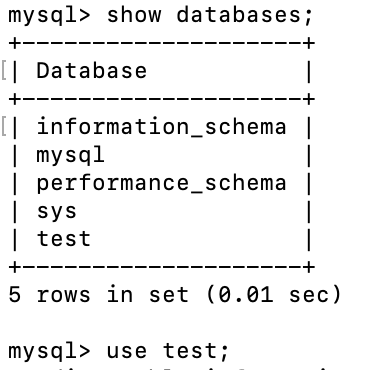 mysql> show databases;
+--------------------+
| Database           |
+--------------------+
| information_schema |
| mysql              |
| performance_schema |
| sys                |
| test               |
+--------------------+
5 rows in set (0.01 sec)

mysql> use test;